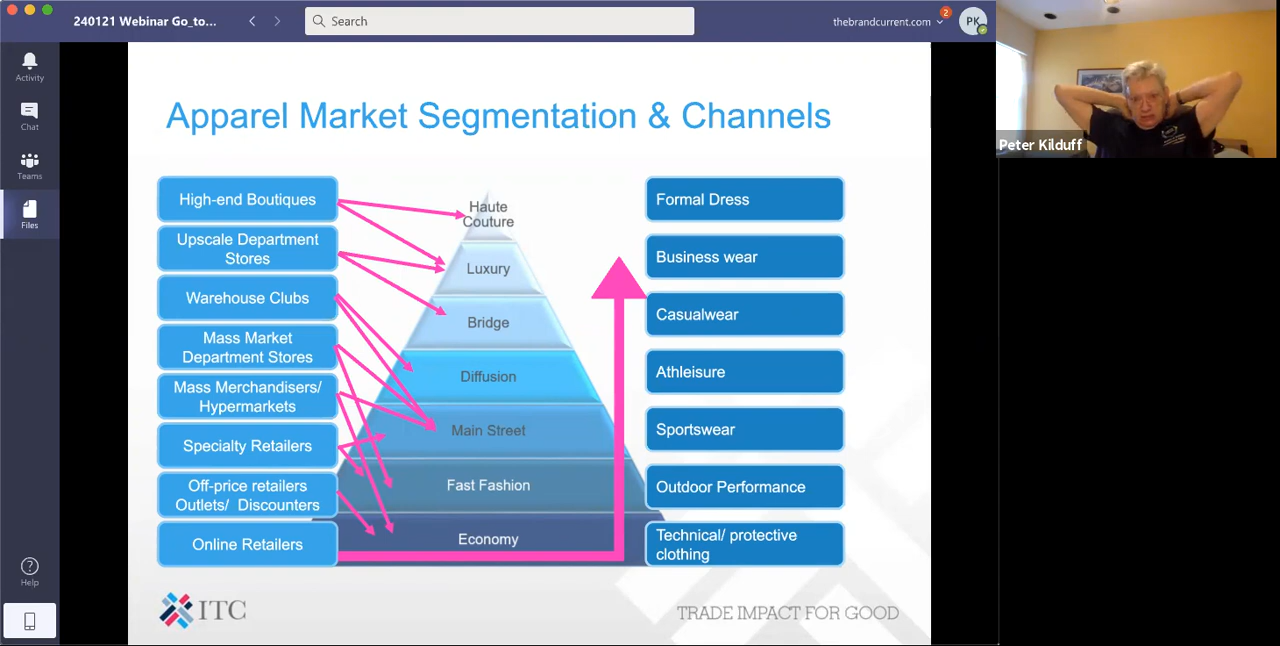 240121 Webinar Go_to...
Search
thebrandcurrent.com
2
PK
Activity
Chat
Teams
Files
Help
Peter Kilduff
Apparel Market Segmentation & Channels
High-end Boutiques
Upscale Department
Stores
Warehouse Clubs
Mass Market
Department Stores
Mass Merchandisers/
Hypermarkets
Specialty Retailers
Off-price retailers
Outlets/ Discounters
Online Retailers
Haute
Couture
Luxury
Bridge
Diffusion
Main Street
Fast Fashion
Economy
Formal Dress
Business wear
Casualwear
Athleisure
Sportswear
Outdoor Performance
Technical/ protective
clothing
ITC
TRADE IMPACT FOR GOOD